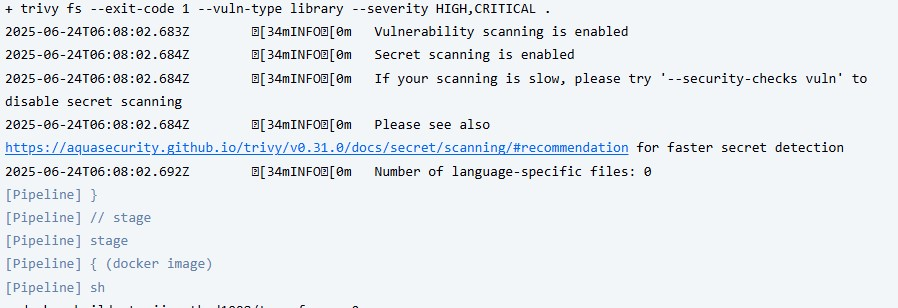 + trivy fs --exit-code 1 --vuln-type library --severity HIGH,CRITICAL .
2025-06-24T06:08:02.683Z	[34mINFO[0m	Vulnerability scanning is enabled
2025-06-24T06:08:02.684Z	[34mINFO[0m	Secret scanning is enabled
2025-06-24T06:08:02.684Z	[34mINFO[0m	If your scanning is slow, please try '--security-checks vuln' to
disable secret scanning
2025-06-24T06:08:02.684Z	[34mINFO[0m	Please see also
https://aquasecurity.github.io/trivy/v0.31.0/docs/secret/scanning/#recommendation for faster secret detection
2025-06-24T06:08:02.692Z	[34mINFO[0m	Number of language-specific files: 0
[Pipeline] }
[Pipeline] // stage
[Pipeline] stage
[Pipeline] { (docker image)
[Pipeline] sh